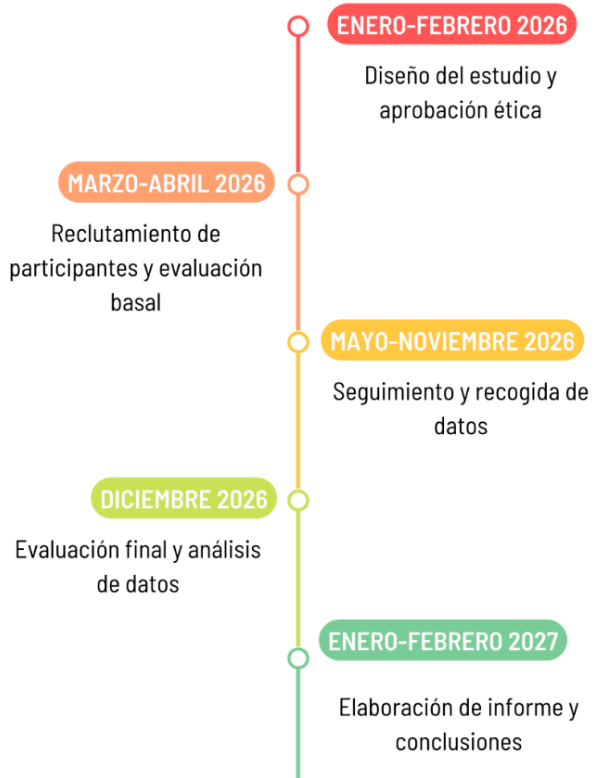 ENERO-FEBRERO 2026
Diseño del estudio y
aprobación ética
MARZO-ABRIL 2026
Reclutamiento de
participantes y evaluación
basal
MAYO-NOVIEMBRE 2026
Seguimiento y recogida de
datos
DICIEMBRE 2026
Evaluación final y análisis
de datos
ENERO-FEBRERO 2027
Elaboración de informe y
conclusiones